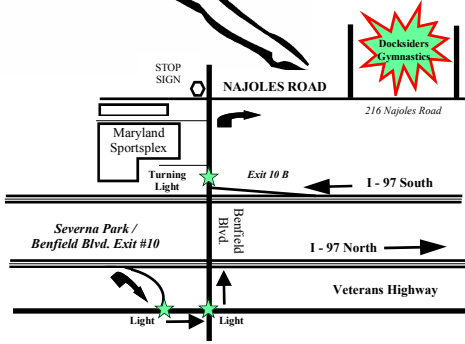 Docksiders
Gymnastics
STOP
SIGN
NAJOLES ROAD
216 Najoles Road
Maryland
Sportsplex
Turning
Light
Exit 10 B
I - 97 South
Severna Park /
Benfield Blvd. Exit #10
Benfield
Blvd.
I - 97 North
Veterans Highway
Light
Light